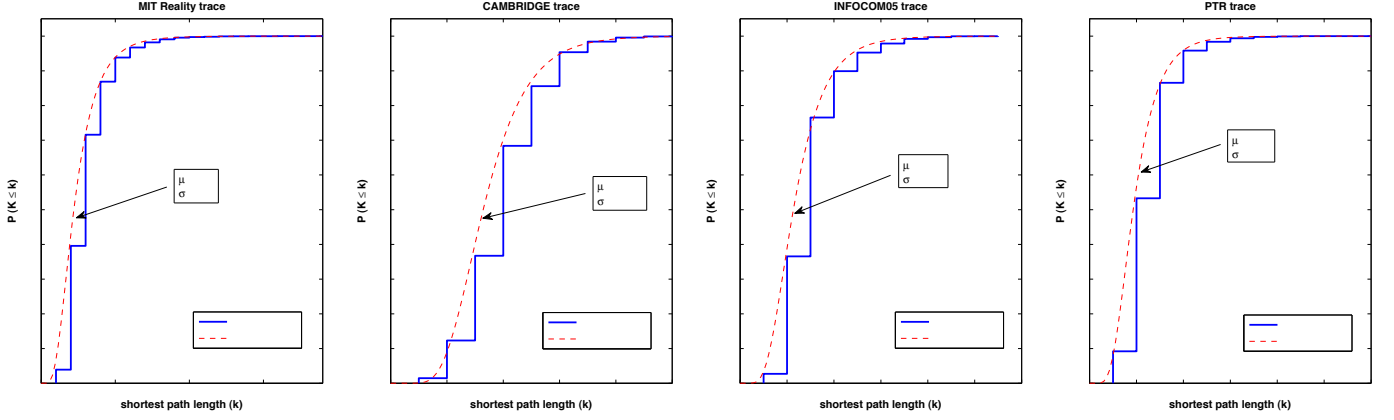 MIT Reality trace
P (K ≤ k)
μ
σ
shortest path length (k)
CAMBRIDGE trace
P (K ≤ k)
μ
σ
shortest path length (k)
INFOCOM05 trace
P (K ≤ k)
μ
σ
shortest path length (k)
PTR trace
P (K ≤ k)
μ
σ
shortest path length (k)